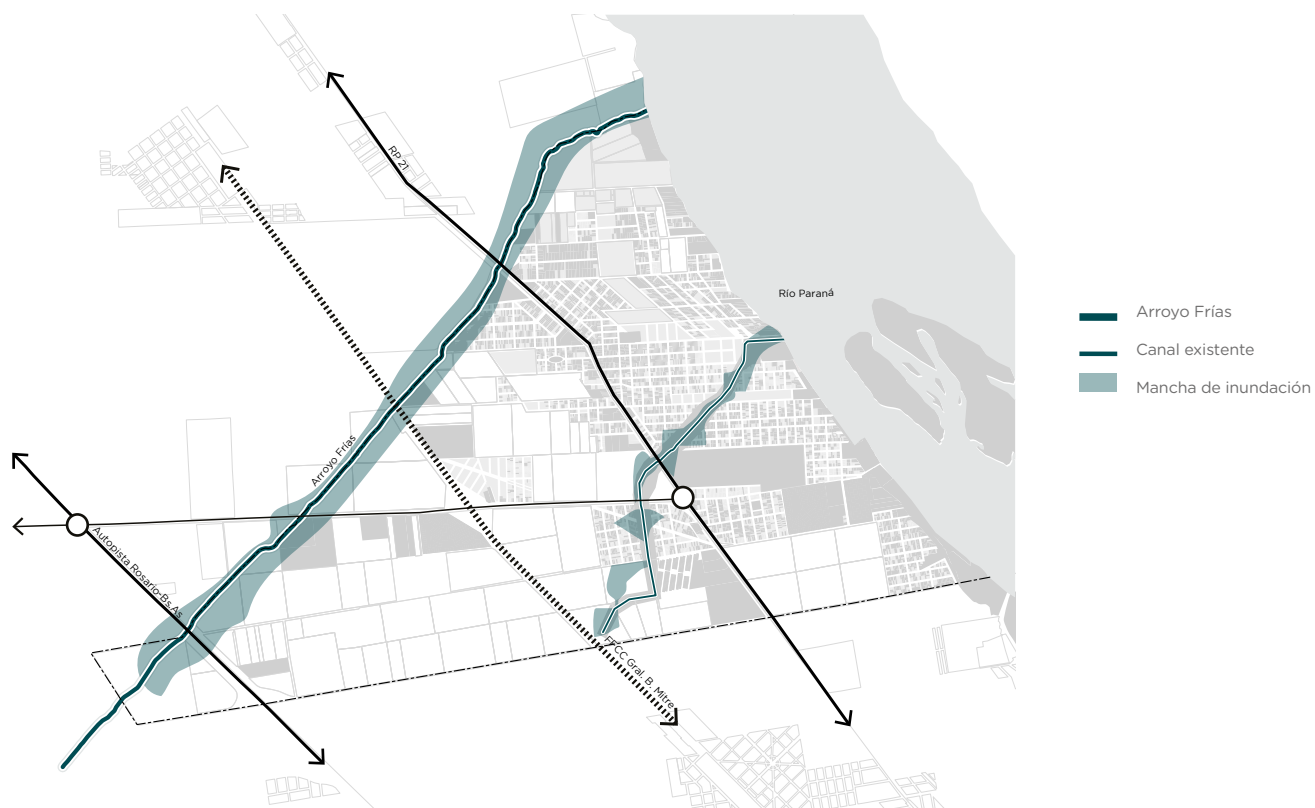 RP 21
Río Paraná
Arroyo Frías
Autopista Rosario-Bs.As
FFCC Gral. B. Mitre
Arroyo Frías
Canal existente
Mancha de inundación